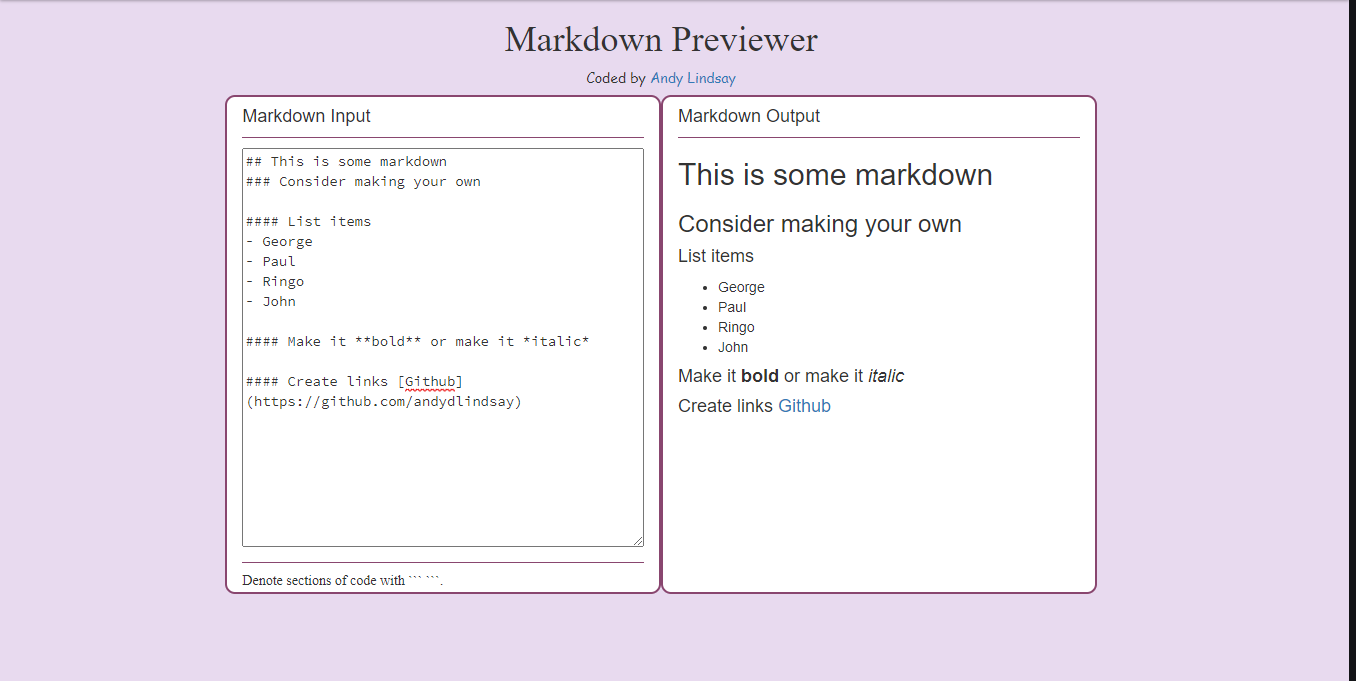 Markdown Previewer
Coded by Andy Lindsay
Markdown Input
## This is some markdown
### Consider making your own
#### List items
- George
- Paul
- Ringo
- John
#### Make it **bold** or make it *italic*
#### Create links [Github]
(https://github.com/andydlindsay)
Denote sections of code with ``` ```.
Markdown Output
This is some markdown
Consider making your own
List items
• George
• Paul
• Ringo
• John
Make it bold or make it italic
Create links Github